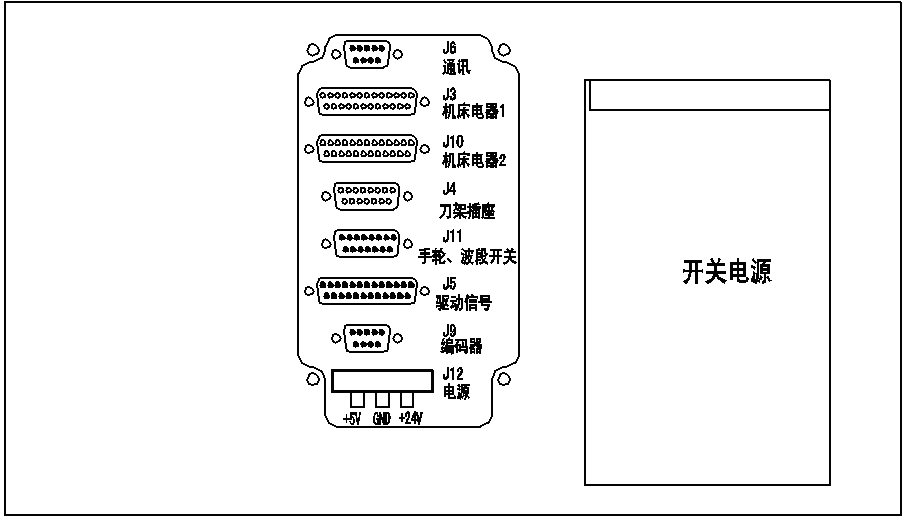 J6
通讯
J3
机床电器1
J10
机床电器2
J4
刀架插座
J11
手轮、波段开关
J5
驱动信号
J9
编码器
J12
电源
+5V GND +24V
开关电源